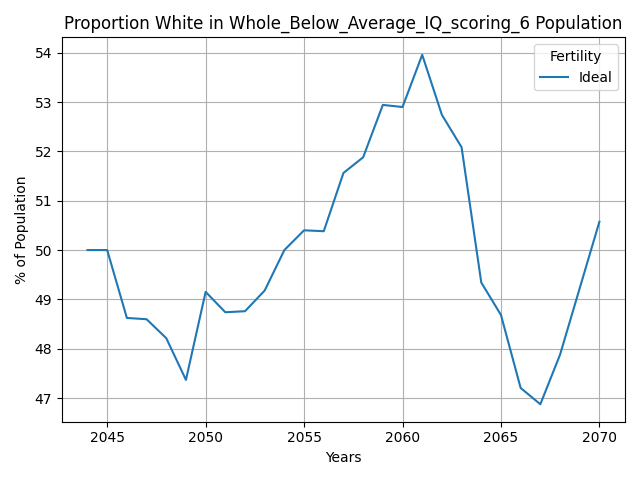 Proportion White in Whole_Below_Average_IQ_scoring_6 Population
Fertility
Ideal
% of Population
54
53
52
51
50
49
48
47
2045
2050
2055
2060
2065
2070
Years